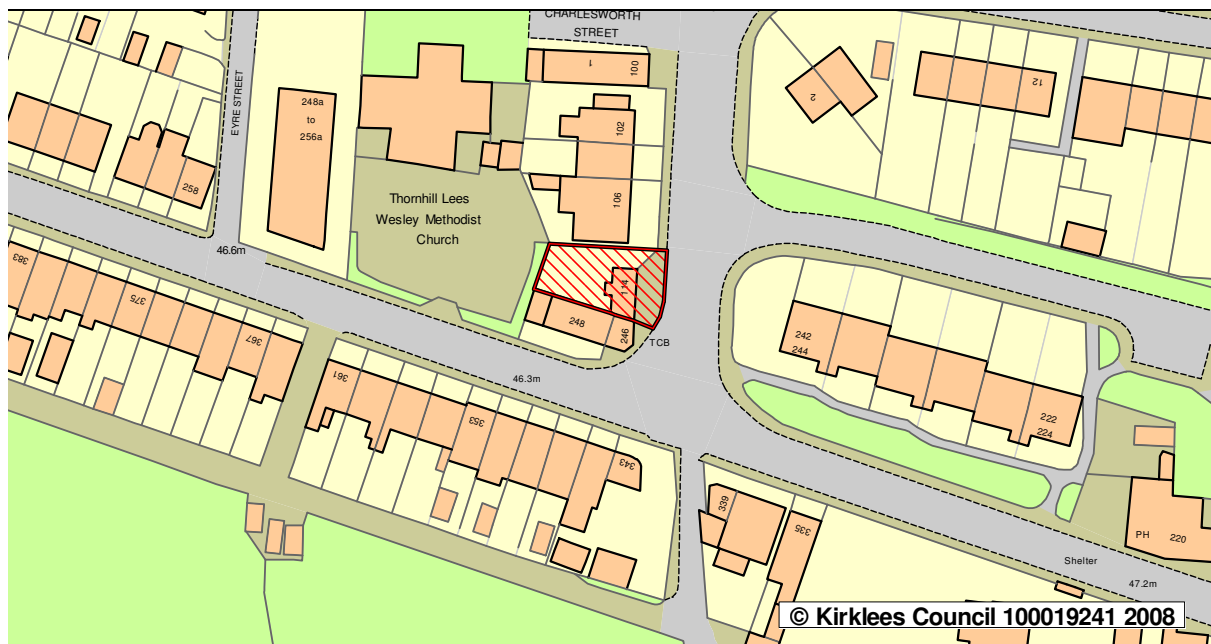 CHARLESWORTH
STREET
EYRE STREET
1
100
2
12
248a
to
256a
102
258
106
Thornhill Lees
Wesley Methodist
Church
46.6m
383
375
367
114
248
246
TCB
242
244
46.3m
361
353
343
222
224
339
335
PH
220
Shelter
47.2m
© Kirklees Council 100019241 2008